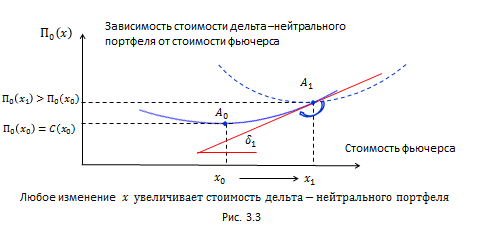 Π₀(x)
Зависимость стоимости дельта–нейтрального
портфеля от стоимости фьючерса
A₁
Π₀(x₁) > Π₀(x₀)
A₀
Π₀(x₀) = C(x₀)
δ₁
Стоимость фьючерса
x₀
x₁
Любое изменение x увеличивает стоимость дельта – нейтрального портфеля
Рис. 3.3